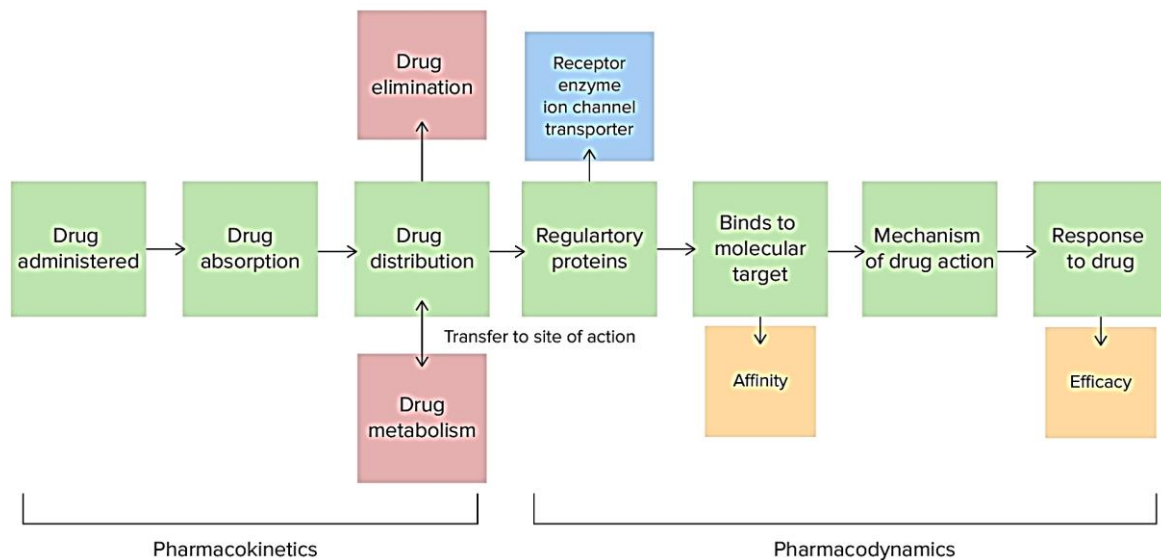 Drug
elimination
Receptor
enzyme
ion channel
transporter
Drug
administered
Drug
absorption
Drug
distribution
Regulartory
proteins
Binds to
molecular
target
Mechanism
of drug action
Response
to drug
Transfer to site of action
Drug
metabolism
Affinity
Efficacy
Pharmacokinetics
Pharmacodynamics